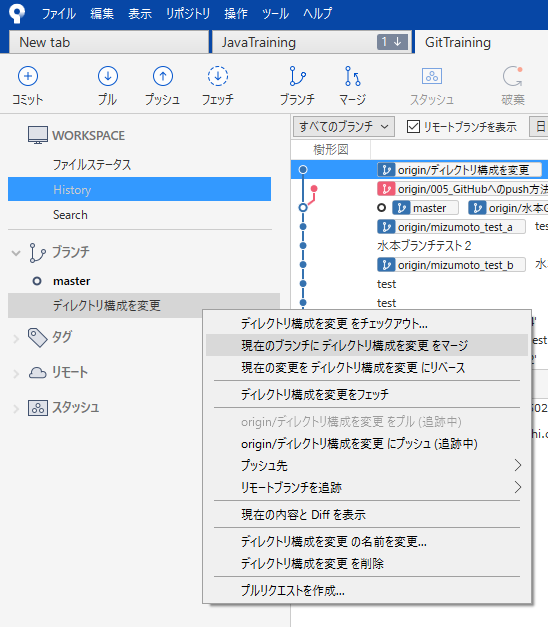 ファイル 編集 表示 リポジトリ 操作 ツール ヘルプ
New tab JavaTraining 1 GitTraining
コミット プル プッシュ フェッチ ブランチ マージ スタッシュ 破棄
すべてのブランチ リモートブランチを表示 日
樹形図
WORKSPACE
ファイルステータス
History
Search
ブランチ
master
ディレクトリ構成を変更
タグ
リモート
スタッシュ
origin/ディレクトリ構成を変更
origin/005_GitHubへのpush方法
master origin/水本
origin/mizumoto_test_a tes
水本ブランチテスト２
origin/mizumoto_test_b 水
test
test
ディレクトリ構成を変更 をチェックアウト...
現在のブランチに ディレクトリ構成を変更 をマージ
現在の変更を ディレクトリ構成を変更 にリベース
ディレクトリ構成を変更をフェッチ
origin/ディレクトリ構成を変更 をプル (追跡中)
origin/ディレクトリ構成を変更 にプッシュ (追跡中)
プッシュ先
リモートブランチを追跡
現在の内容と Diff を表示
ディレクトリ構成を変更 の名前を変更...
ディレクトリ構成を変更 を削除
プルリクエストを作成...